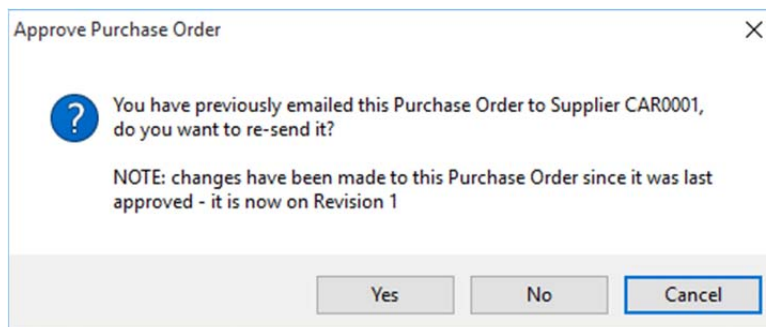 Approve Purchase Order
You have previously emailed this Purchase Order to Supplier CAR0001,
do you want to re-send it?
NOTE: changes have been made to this Purchase Order since it was last
approved - it is now on Revision 1
Yes No Cancel